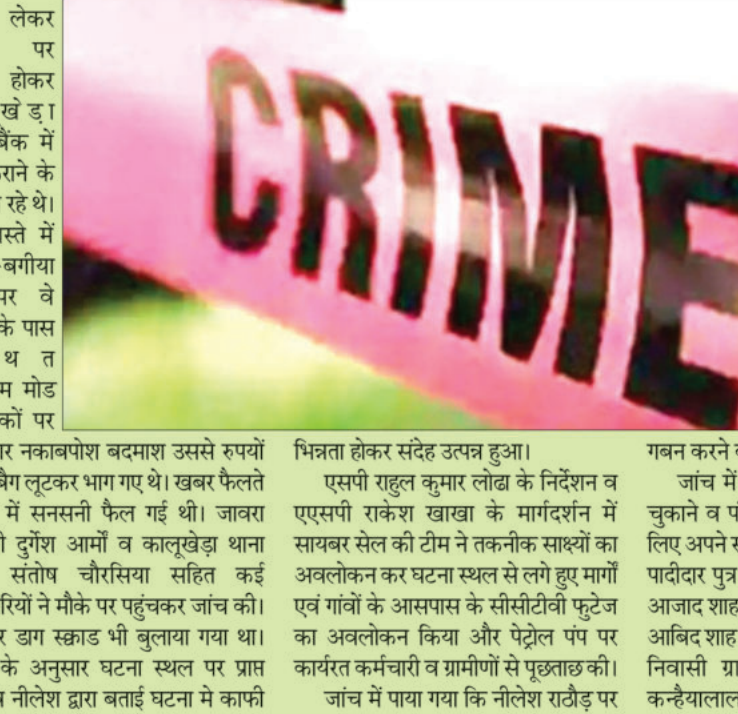 लेकर
पर
होकर
खेड़ा
बैंक में
के
रहे थे।
में
बगीया
पर वे
के पास
थ त
मोड
पर
CRIME
नकाबपोश बदमाश उससे रुपयों
बैग लूटकर भाग गए थे। खबर फैलते
में सनसनी फैल गई थी। जावरा
दुर्गेश आर्मो व कालूखेड़ा थाना
संतोष चौरसिया सहित कई
ने मौके पर पहुंचकर जांच की।
डाग स्क्वाड भी बुलाया गया था।
के अनुसार घटना स्थल पर प्राप्त
नीलेश द्वारा बताई घटना मे काफी
भिन्नता होकर संदेह उत्पन्न हुआ।
एसपी राहुल कुमार लोढा के निर्देशन व
एएसपी राकेश खाखा के मार्गदर्शन में
सायबर सेल की टीम ने तकनीक साक्ष्यों का
अवलोकन कर घटना स्थल से लगे हुए मार्गों
एवं गांवों के आसपास के सीसीटीवी फुटेज
का अवलोकन किया और पेट्रोल पंप पर
कार्यरत कर्मचारी व ग्रामीणों से पूछताछ की।
जांच में पाया गया कि नीलेश राठौड़ पर
गबन करने
जांच में
चुकाने व
लिए अपने
पादीदार पुत्र
आजाद शाह
आबिद शाह
निवासी
कन्हैयालाल